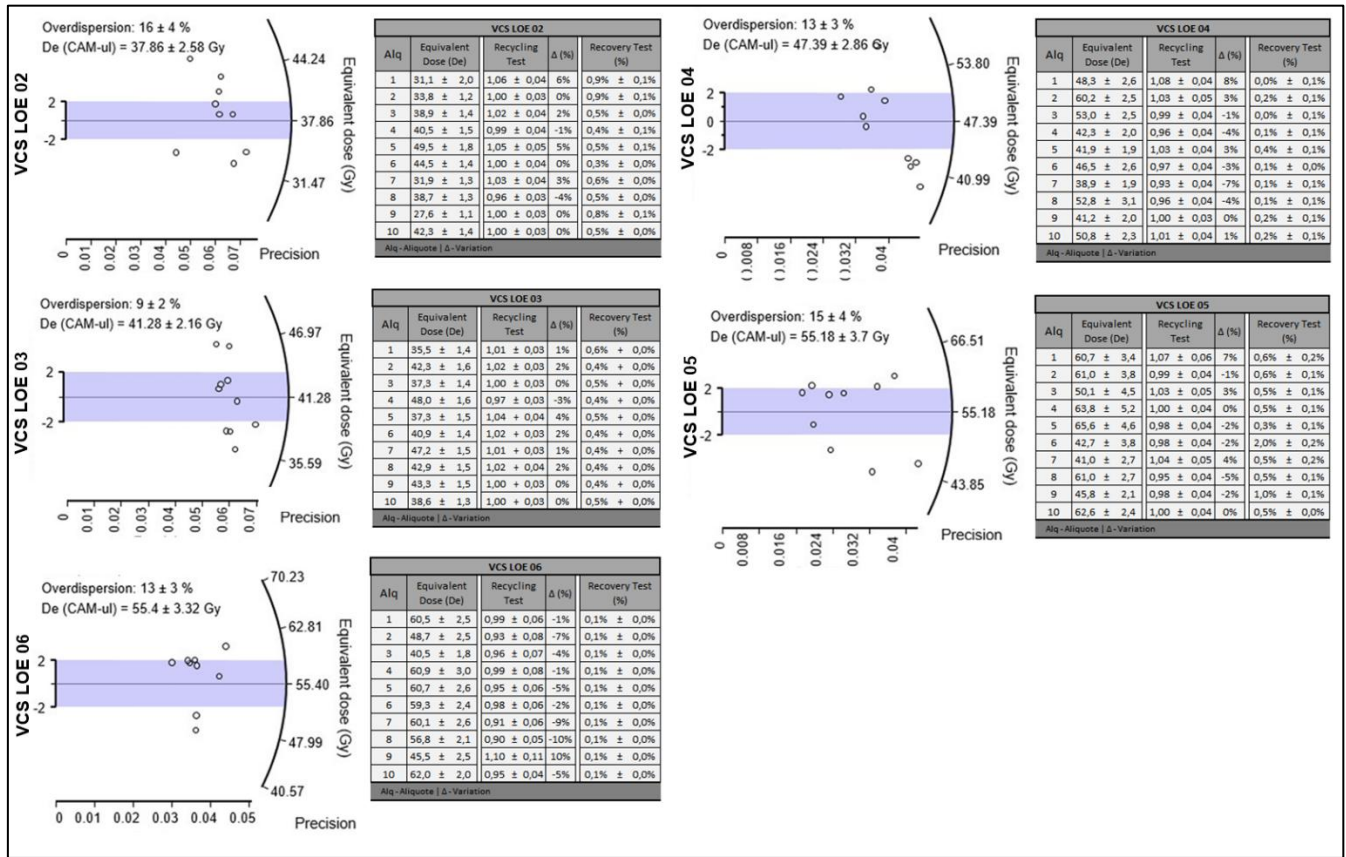 VCS LOE 02
Overdispersion: 16 ± 4 %
De (CAM-ul) = 37.86 ± 2.58 Gy
2
-2
44.24
37.86
31.47
Equivalent dose (Gy)
0 0.01 0.02 0.03 0.04 0.05 0.06 0.07
Precision
VCS LOE 02
Alq Equivalent Dose (De) Recycling Test Δ (%) Recovery Test (%)
1 31,1 ± 2,0 1,06 ± 0,04 6% 0,9% ± 0,1%
2 33,8 ± 1,2 1,00 ± 0,03 0% 0,9% ± 0,1%
3 38,9 ± 1,4 1,02 ± 0,04 2% 0,5% ± 0,0%
4 40,5 ± 1,5 0,99 ± 0,04 -1% 0,4% ± 0,1%
5 49,5 ± 1,8 1,05 ± 0,05 5% 0,5% ± 0,1%
6 44,5 ± 1,4 1,00 ± 0,04 0% 0,3% ± 0,0%
7 31,9 ± 1,3 1,03 ± 0,04 3% 0,6% ± 0,0%
8 38,7 ± 1,3 0,96 ± 0,03 -4% 0,5% ± 0,0%
9 27,6 ± 1,1 1,00 ± 0,03 0% 0,8% ± 0,1%
10 42,3 ± 1,4 1,00 ± 0,03 0% 0,5% ± 0,0%
Alq - Aliquote | Δ - Variation
VCS LOE 04
Overdispersion: 13 ± 3 %
De (CAM-ul) = 47.39 ± 2.86 Gy
2
0
-2
53.80
47.39
40.99
Equivalent dose (Gy)
0 0.008 0.016 0.024 0.032 0.04
Precision
VCS LOE 04
Alq Equivalent Dose (De) Recycling Test Δ (%) Recovery Test (%)
1 48,3 ± 2,6 1,08 ± 0,04 8% 0,0% ± 0,1%
2 60,2 ± 2,5 1,03 ± 0,05 3% 0,2% ± 0,1%
3 53,0 ± 2,5 0,99 ± 0,04 -1% 0,0% ± 0,1%
4 42,3 ± 2,0 0,96 ± 0,04 -4% 0,1% ± 0,1%
5 41,9 ± 1,9 1,03 ± 0,04 3% 0,4% ± 0,1%
6 46,5 ± 2,6 0,97 ± 0,04 -3% 0,1% ± 0,0%
7 38,9 ± 1,9 0,93 ± 0,04 -7% 0,1% ± 0,1%
8 52,8 ± 3,1 0,96 ± 0,04 -4% 0,1% ± 0,1%
9 41,2 ± 2,0 1,00 ± 0,03 0% 0,2% ± 0,1%
10 50,8 ± 2,3 1,01 ± 0,04 1% 0,2% ± 0,1%
Alq - Aliquote | Δ - Variation
VCS LOE 03
Overdispersion: 9 ± 2 %
De (CAM-ul) = 41.28 ± 2.16 Gy
2
-2
46.97
41.28
35.59
Equivalent dose (Gy)
0 0.01 0.02 0.03 0.04 0.05 0.06 0.07
Precision
VCS LOE 03
Alq Equivalent Dose (De) Recycling Test Δ (%) Recovery Test (%)
1 35,5 ± 1,4 1,01 ± 0,03 1% 0,6% + 0,0%
2 42,3 ± 1,6 1,02 ± 0,03 2% 0,4% + 0,0%
3 37,3 ± 1,4 1,00 ± 0,03 0% 0,5% + 0,0%
4 48,0 ± 1,6 0,97 ± 0,03 -3% 0,4% + 0,0%
5 37,3 ± 1,5 1,04 + 0,04 4% 0,5% + 0,0%
6 40,9 ± 1,4 1,02 + 0,03 2% 0,4% + 0,0%
7 47,2 ± 1,5 1,01 + 0,03 1% 0,4% + 0,0%
8 42,9 ± 1,5 1,02 + 0,04 2% 0,4% + 0,0%
9 43,3 ± 1,5 1,00 + 0,03 0% 0,4% + 0,0%
10 38,6 ± 1,3 1,00 + 0,03 0% 0,5% + 0,0%
Alq - Aliquote | Δ - Variation
VCS LOE 05
Overdispersion: 15 ± 4 %
De (CAM-ul) = 55.18 ± 3.7 Gy
2
-2
66.51
55.18
43.85
Equivalent dose (Gy)
0 0.008 0.016 0.024 0.032 0.04
Precision
VCS LOE 05
Alq Equivalent Dose (De) Recycling Test Δ (%) Recovery Test (%)
1 60,7 ± 3,4 1,07 ± 0,06 7% 0,6% ± 0,2%
2 61,0 ± 3,8 0,99 ± 0,04 -1% 0,6% ± 0,1%
3 50,1 ± 4,5 1,03 ± 0,05 3% 0,5% ± 0,1%
4 63,8 ± 5,2 1,00 ± 0,04 0% 0,5% ± 0,1%
5 65,6 ± 4,6 0,98 ± 0,04 -2% 0,3% ± 0,1%
6 42,7 ± 3,8 0,98 ± 0,04 -2% 2,0% ± 0,2%
7 41,0 ± 2,7 1,04 ± 0,05 4% 0,5% ± 0,2%
8 61,0 ± 2,7 0,95 ± 0,04 -5% 0,5% ± 0,1%
9 45,8 ± 2,1 0,98 ± 0,04 -2% 1,0% ± 0,1%
10 62,6 ± 2,4 1,00 ± 0,04 0% 0,5% ± 0,0%
Alq - Aliquote | Δ - Variation
VCS LOE 06
Overdispersion: 13 ± 3 %
De (CAM-ul) = 55.4 ± 3.32 Gy
2
-2
70.23
62.81
55.40
47.99
40.57
Equivalent dose (Gy)
0 0.01 0.02 0.03 0.04 0.05
Precision
VCS LOE 06
Alq Equivalent Dose (De) Recycling Test Δ (%) Recovery Test (%)
1 60,5 ± 2,5 0,99 ± 0,06 -1% 0,1% ± 0,0%
2 48,7 ± 2,5 0,93 ± 0,08 -7% 0,1% ± 0,0%
3 40,5 ± 1,8 0,96 ± 0,07 -4% 0,1% ± 0,0%
4 60,9 ± 3,0 0,99 ± 0,08 -1% 0,1% ± 0,0%
5 60,7 ± 2,6 0,95 ± 0,06 -5% 0,1% ± 0,0%
6 59,3 ± 2,4 0,98 ± 0,06 -2% 0,1% ± 0,0%
7 60,1 ± 2,6 0,91 ± 0,06 -9% 0,1% ± 0,0%
8 56,8 ± 2,1 0,90 ± 0,05 -10% 0,1% ± 0,0%
9 45,5 ± 2,5 1,10 ± 0,11 10% 0,1% ± 0,0%
10 62,0 ± 2,0 0,95 ± 0,04 -5% 0,1% ± 0,0%
Alq - Aliquote | Δ - Variation